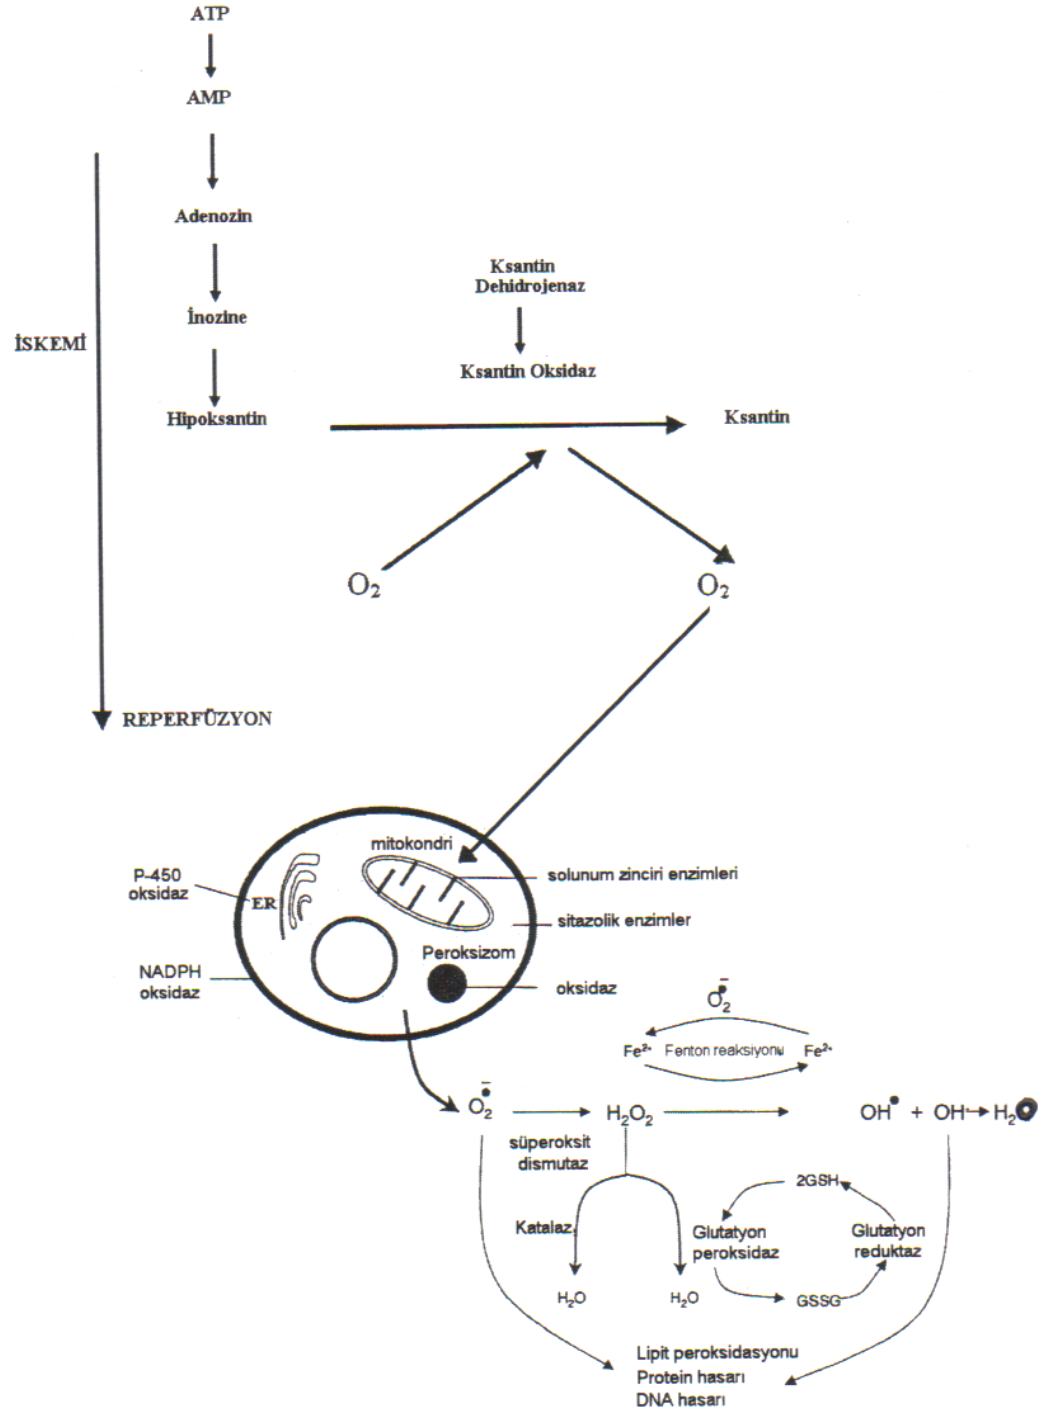 ATP
AMP
Adenozin
İnozine
İSKEMİ
Hipoksantin
Ksantin
Dehidrojenaz
Ksantin Oksidaz
Ksantin
O₂
O₂
REPERFÜZYON
mitokondri
P-450
oksidaz
ER
solunum zinciri enzimleri
sitazolik enzimler
Peroksizom
NADPH
oksidaz
oksidaz
O₂•̅
Fe²⁺ Fenton reaksiyonu Fe²⁺
O₂•̅
H₂O₂
OH• + OH· H₂O
süperoksit
dismutaz
2GSH
Katalaz
Glutatyon
peroksidaz
Glutatyon
reduktaz
H₂O
H₂O
GSSG
Lipit peroksidasyonu
Protein hasarı
DNA hasarı